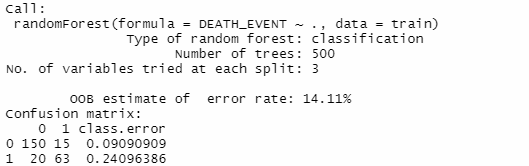 Call:
randomForest(formula = DEATH_EVENT ~ ., data = train)
Type of random forest: classification
Number of trees: 500
No. of variables tried at each split: 3
OOB estimate of error rate: 14.11%
Confusion matrix:
0 1 class.error
0 150 15 0.09090909
1 20 63 0.24096386